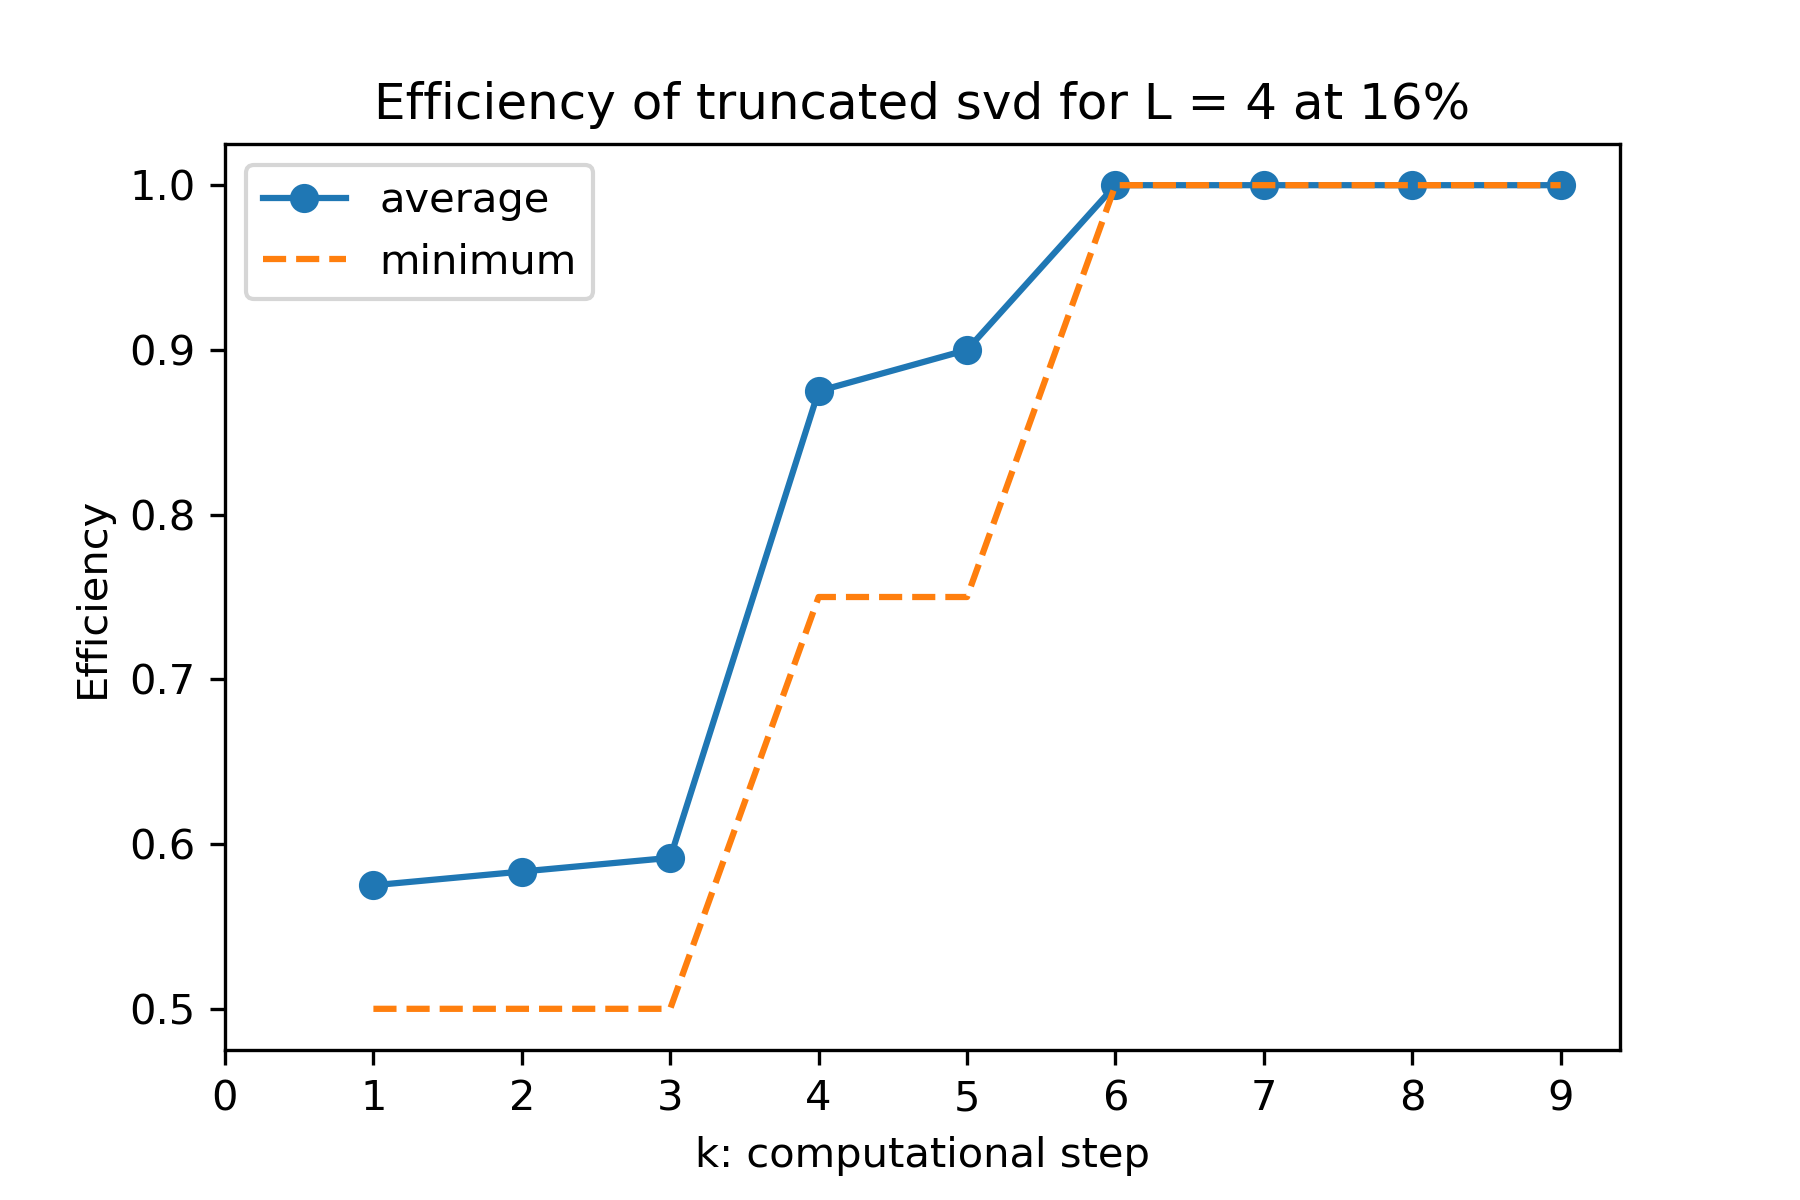 Efficiency of truncated svd for L = 4 at 16%
average
minimum
1.0
0.9
0.8
0.7
0.6
0.5
Efficiency
0 1 2 3 4 5 6 7 8 9
k: computational step